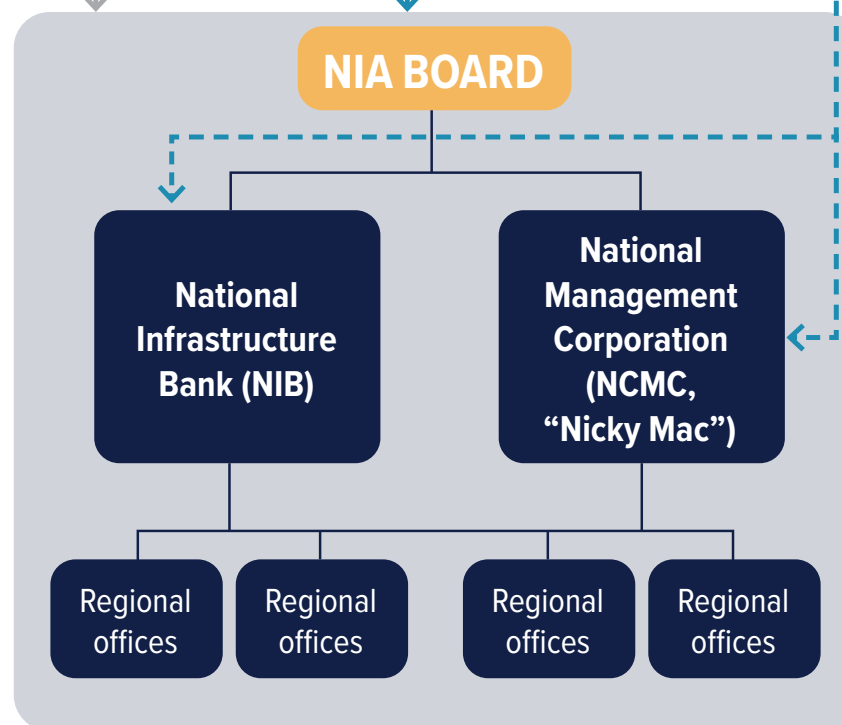 NIA BOARD
National
Infrastructure
Bank (NIB)
National
Management
Corporation
(NCMC,
“Nicky Mac”)
Regional
offices
Regional
offices
Regional
offices
Regional
offices